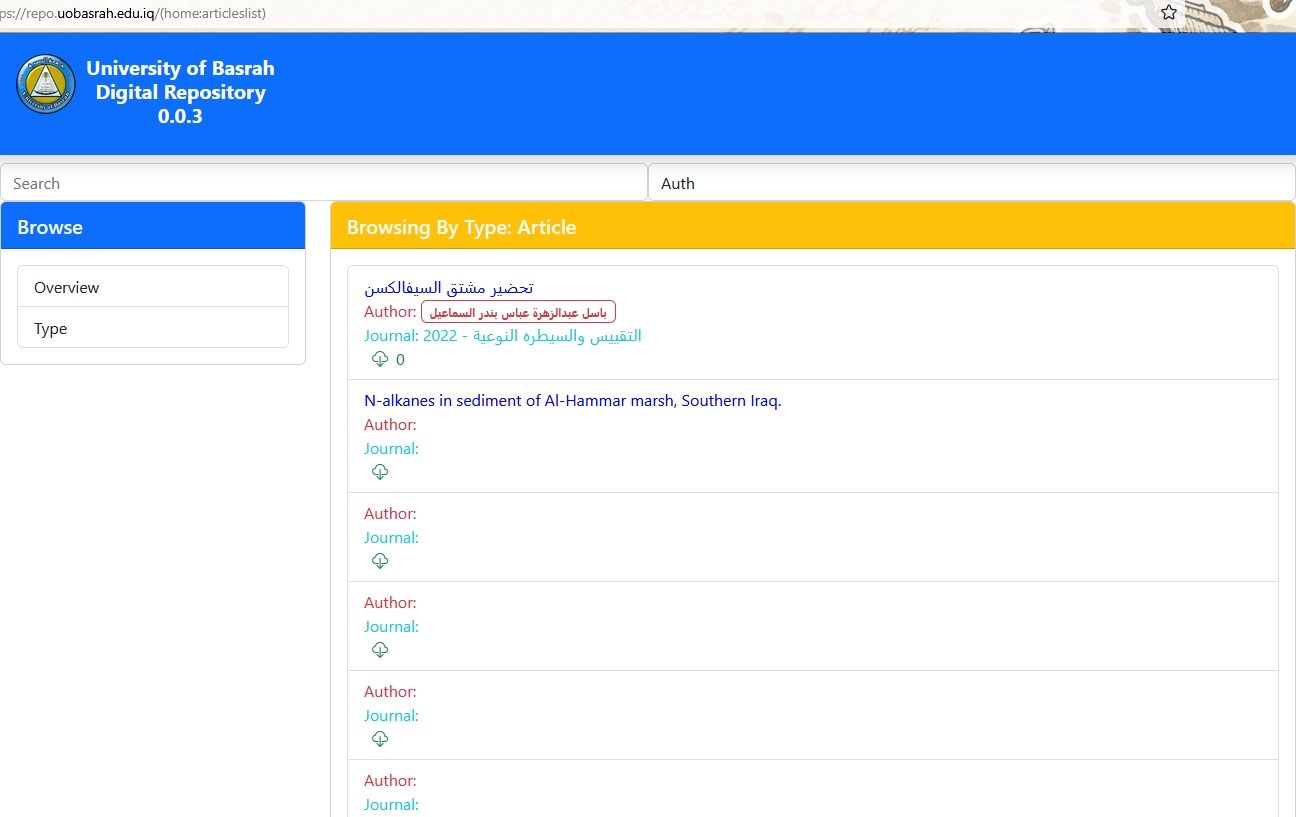 ps://repo.uobasrah.edu.iq/(home:articleslist)
University of Basrah
Digital Repository
0.0.3
Search
Auth
Browse
Overview
Type
Browsing By Type: Article
تحضير مشتق السيفالكسن
Author: باسل عبدالزهرة عباس بندر السماعيل
Journal: التقييس والسيطره النوعية - 2022
0
N-alkanes in sediment of Al-Hammar marsh, Southern Iraq.
Author:
Journal:
Author:
Journal:
Author:
Journal:
Author:
Journal:
Author:
Journal: